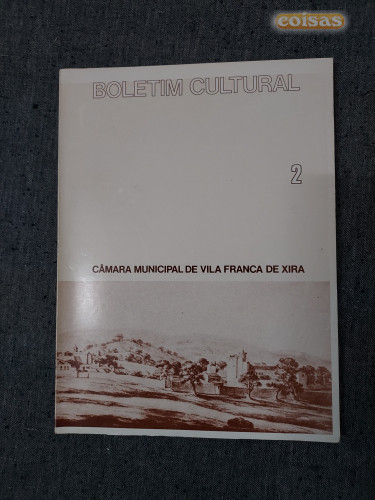 coisas
BOLETIM CULTURAL
2
CÂMARA MUNICIPAL DE VILA FRANCA DE XIRA